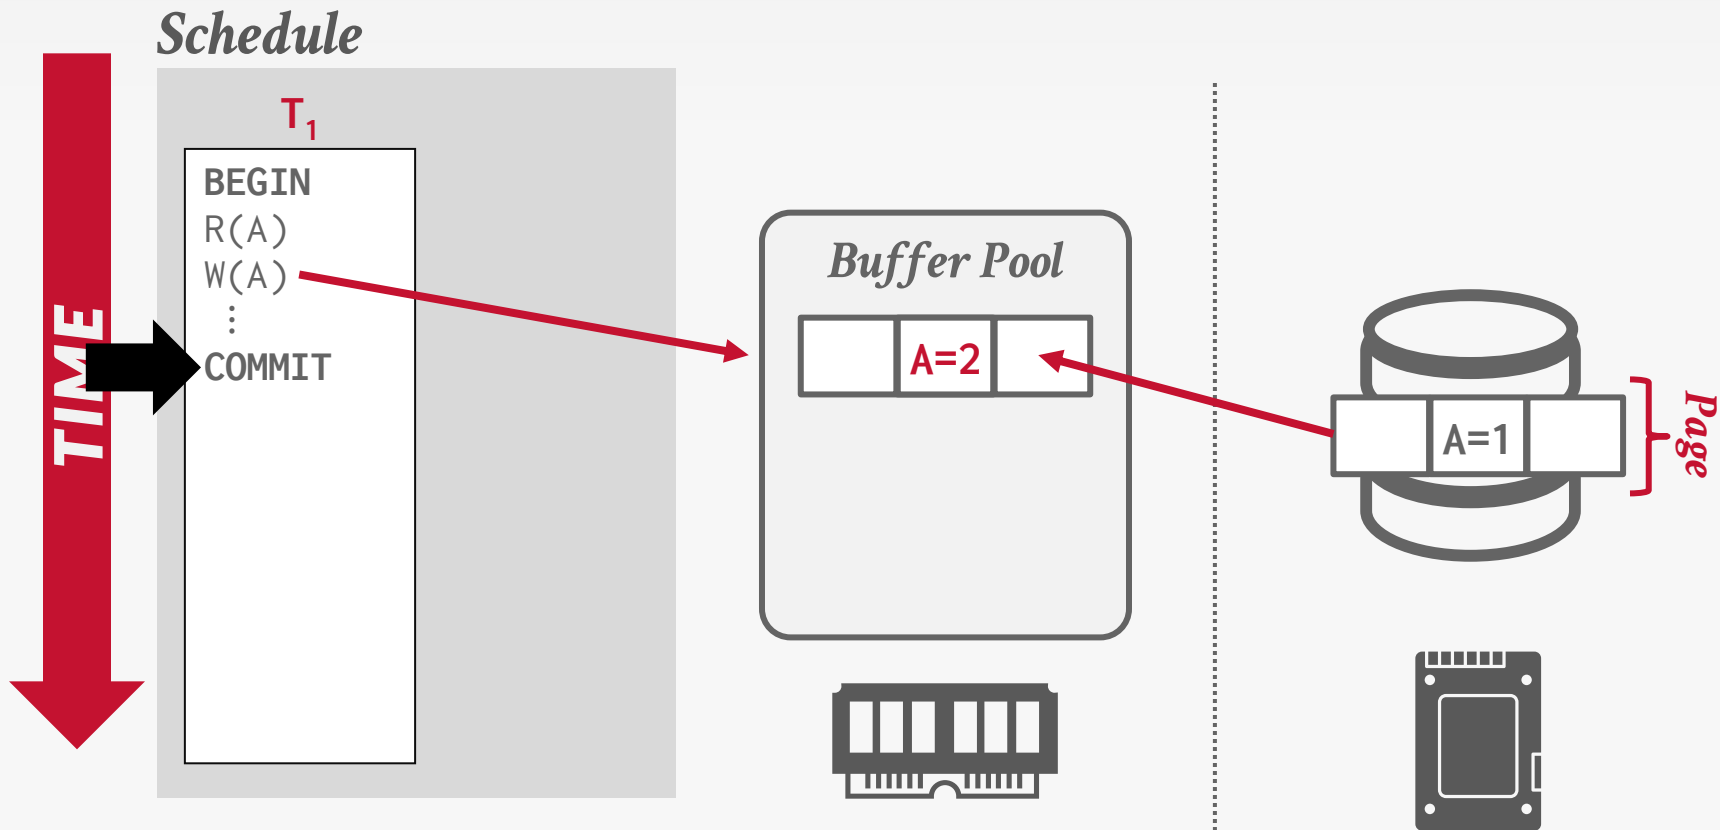 Schedule
TIME
T1
BEGIN
R(A)
W(A)
⋮
COMMIT
Buffer Pool
A=2
A=1
Page